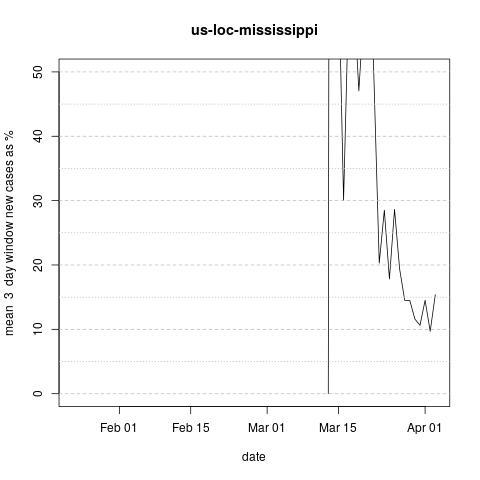 us-loc-mississippi
mean 3 day window new cases as %
50
40
30
20
10
0
Feb 01 Feb 15 Mar 01 Mar 15 Apr 01
date